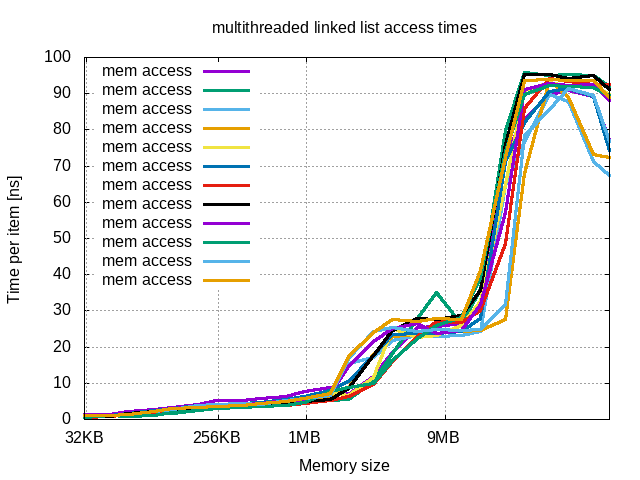 multithreaded linked list access times
Time per item [ns]
100
90
80
70
60
50
40
30
20
10
0
mem access
mem access
mem access
mem access
mem access
mem access
mem access
mem access
mem access
mem access
mem access
mem access
32KB 256KB 1MB 9MB
Memory size